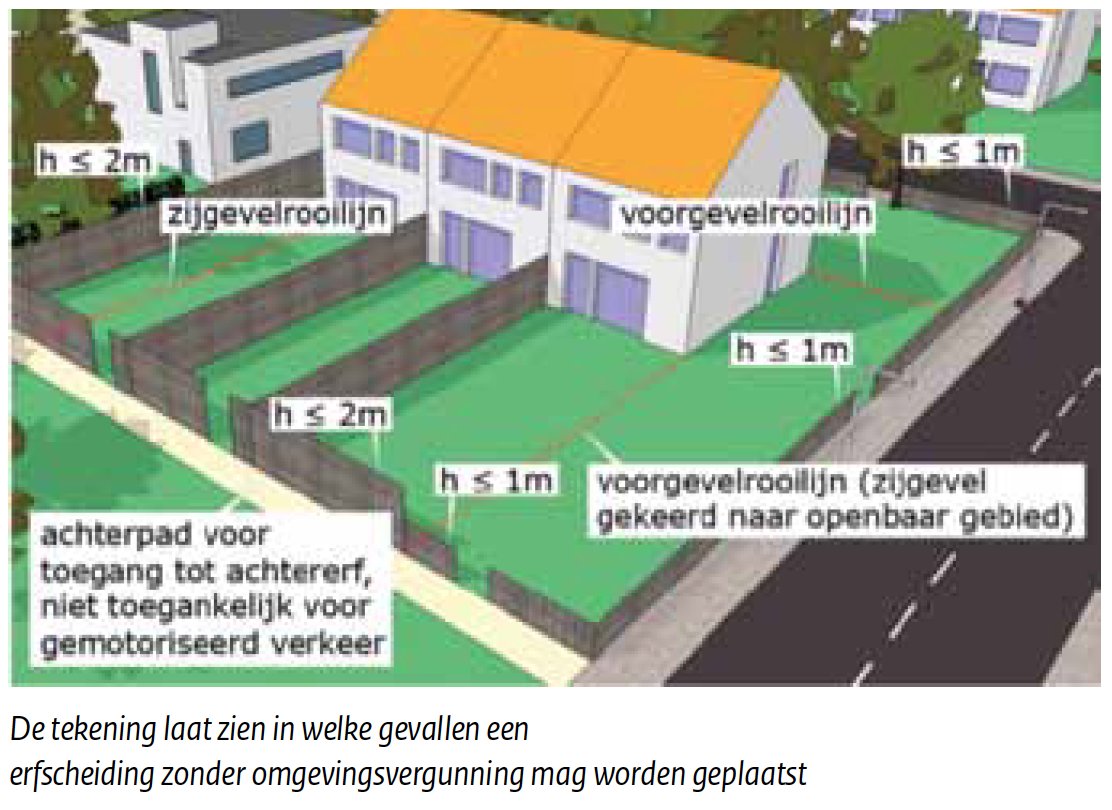 h ≤ 2m
h ≤ 1m
zijgevelrooilijn
voorgevelrooilijn
h ≤ 1m
h ≤ 2m
h ≤ 1m
voorgevelrooilijn (zijgevel
gekeerd naar openbaar gebied)
achterpad voor
toegang tot achtererf,
niet toegankelijk voor
gemotoriseerd verkeer
De tekening laat zien in welke gevallen een
erfscheiding zonder omgevingsvergunning mag worden geplaatst